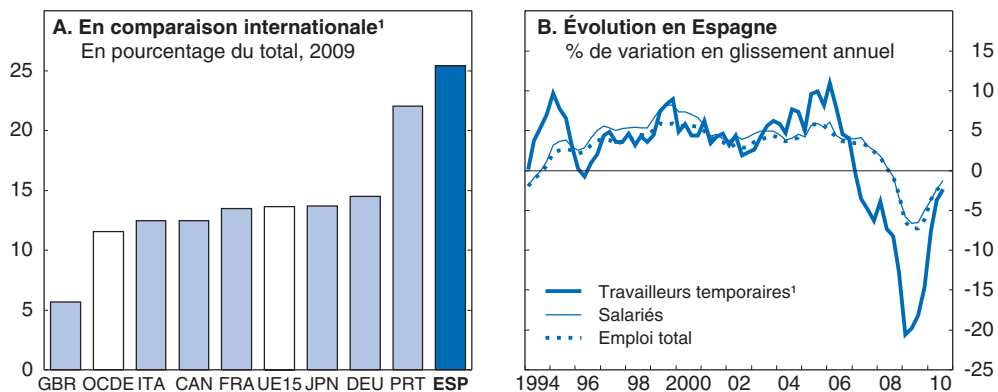 A. En comparaison internationale¹
En pourcentage du total, 2009
25
20
15
10
5
0
GBR OCDE ITA CAN FRA UE15 JPN DEU PRT ESP
B. Évolution en Espagne
% de variation en glissement annuel
15
10
5
0
-5
-10
-15
-20
-25
Travailleurs temporaires¹
Salariés
Emploi total
1994 96 98 2000 02 04 06 08 10